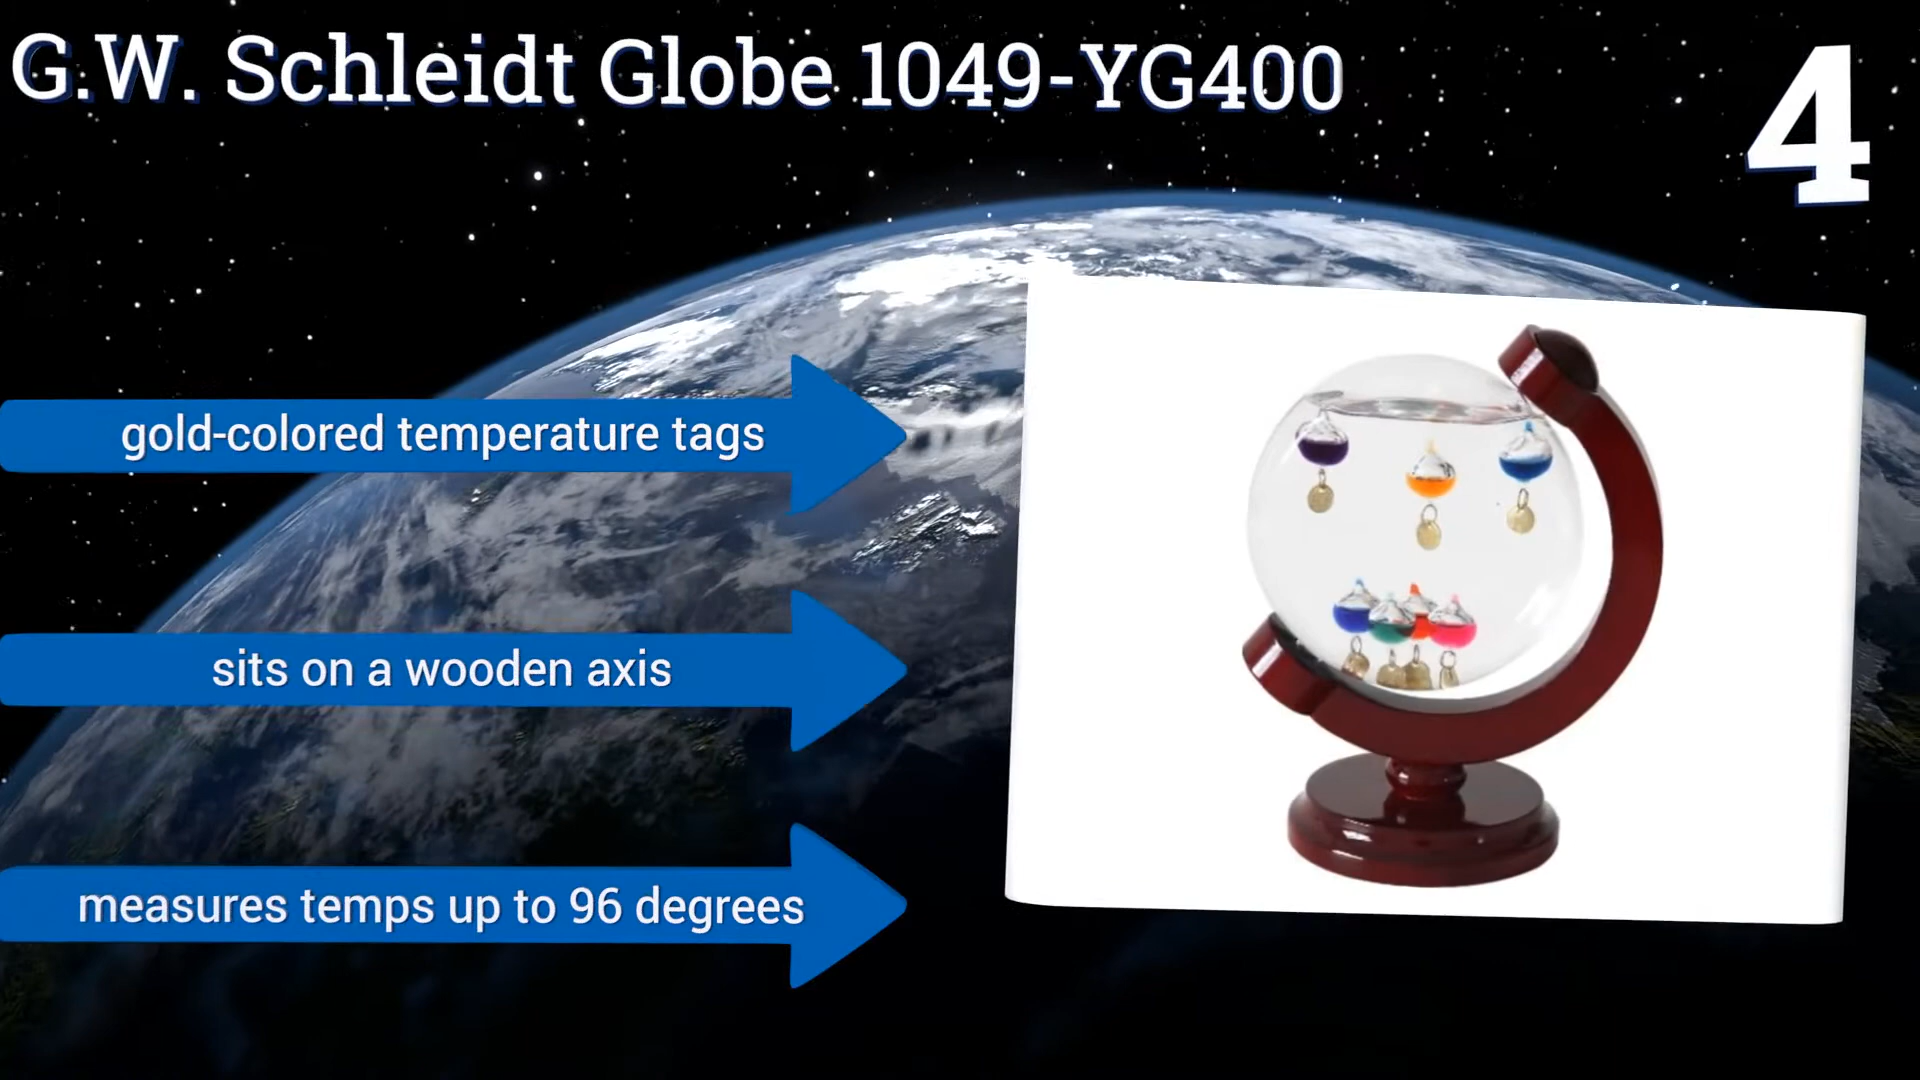 G.W. Schleidt Globe 1049-YG400
4
gold-colored temperature tags
sits on a wooden axis
measures temps up to 96 degrees